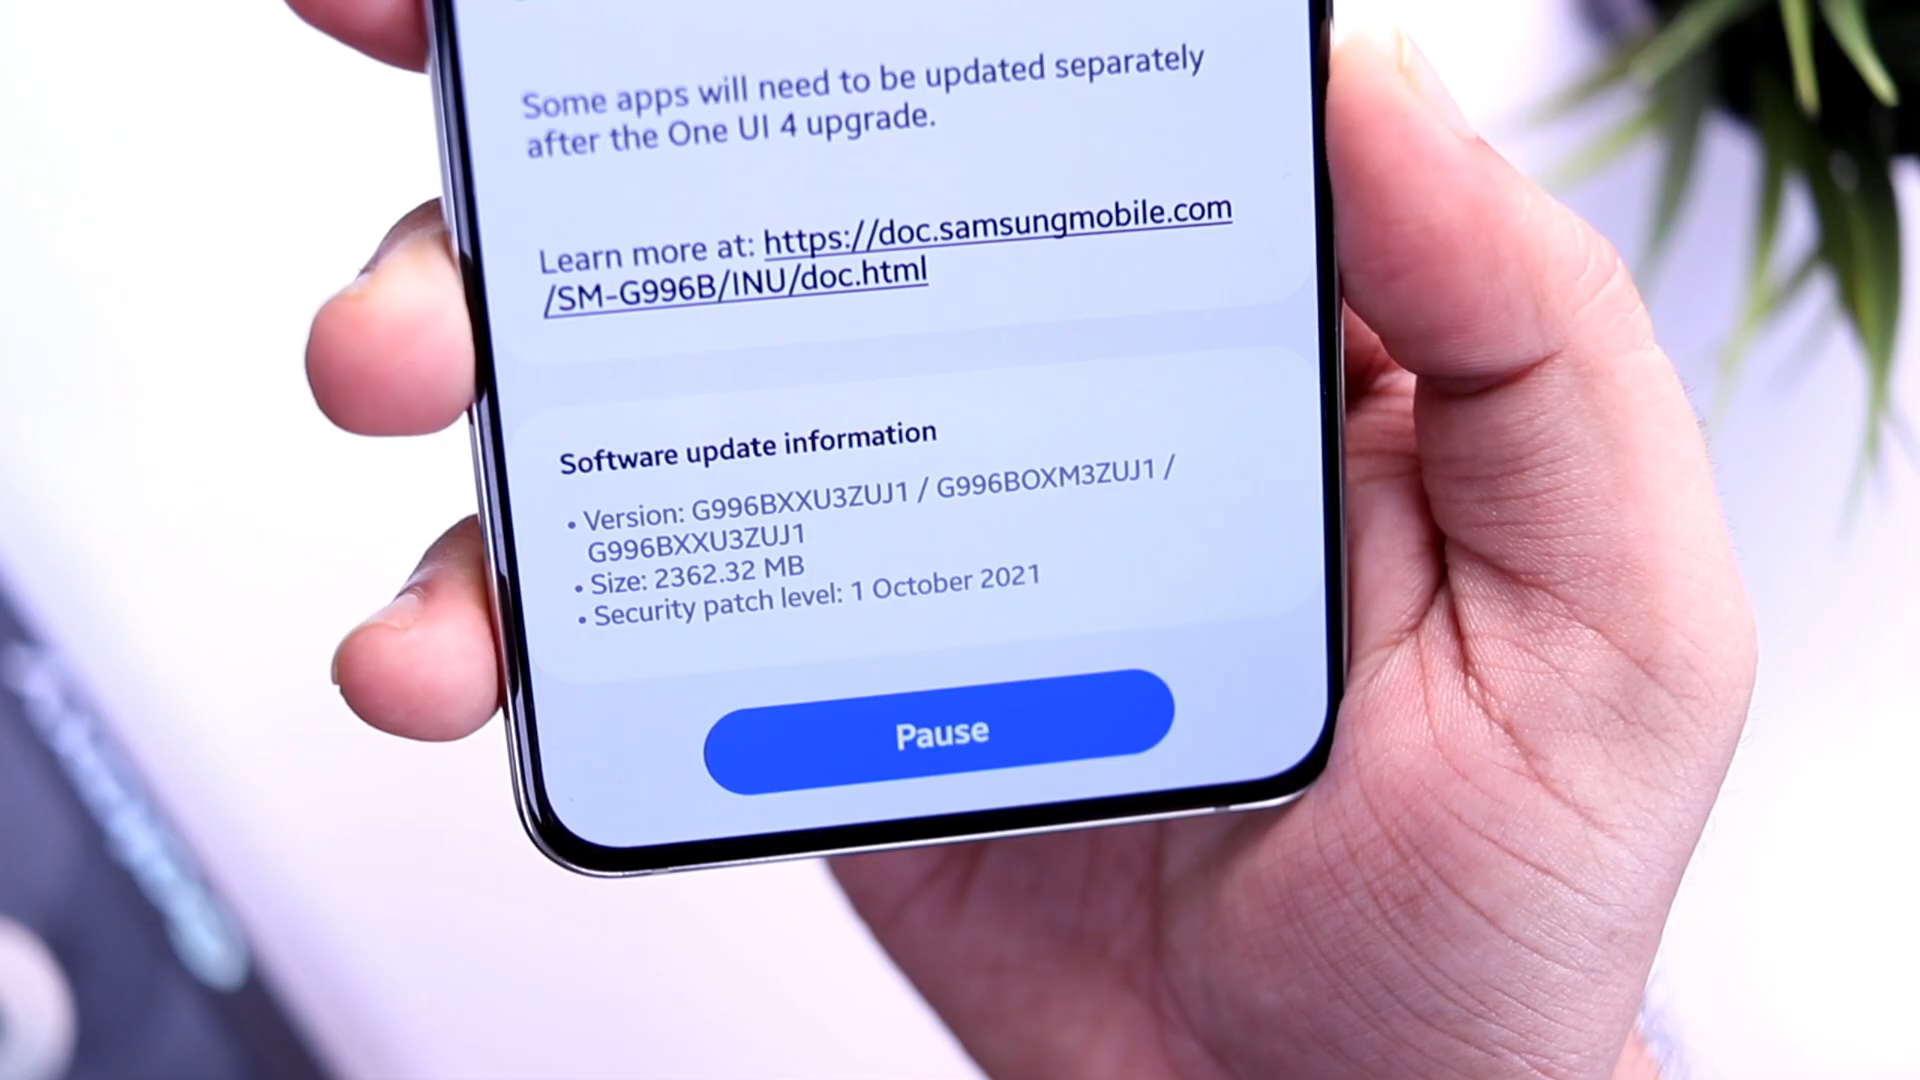 Some apps will need to be updated separately
after the One UI 4 upgrade.
Learn more at: https://doc.samsungmobile.com
/SM-G996B/INU/doc.html
Software update information
• Version: G996BXXU3ZUJ1 / G996BOXM3ZUJ1 /
G996BXXU3ZUJ1
• Size: 2362.32 MB
• Security patch level: 1 October 2021
Pause